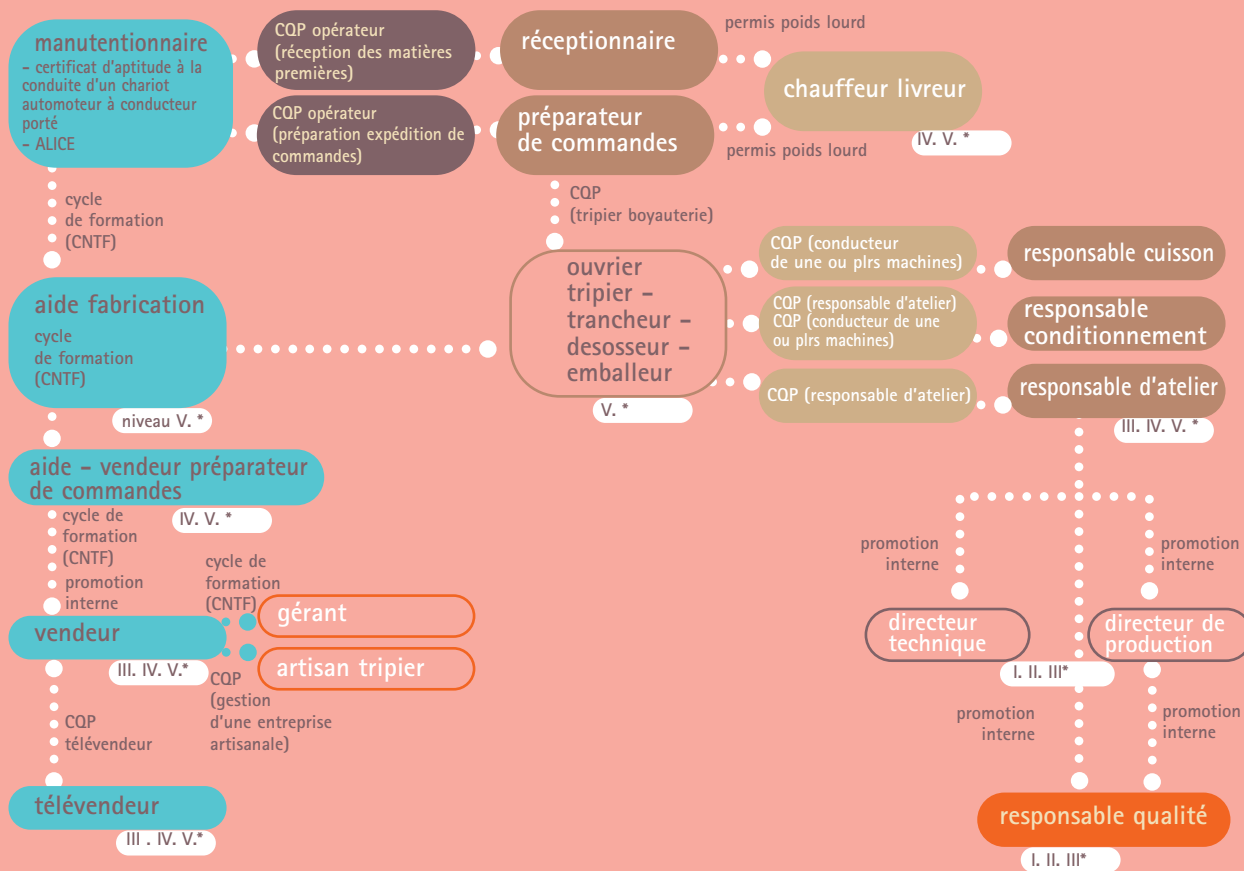 manutentionnaire
- certificat d'aptitude à la
conduite d'un chariot
automoteur à conducteur
porté
- ALICE
CQP opérateur
(réception des matières
premières)
réceptionnaire
permis poids lourd
chauffeur livreur
IV. V. *
CQP opérateur
(préparation expédition de
commandes)
préparateur
de commandes
permis poids lourd
cycle
de formation
(CNTF)
CQP
(tripier boyauterie)
aide fabrication
cycle
de formation
(CNTF)
niveau V. *
ouvrier
tripier -
trancheur -
desosseur -
emballeur
V. *
CQP (conducteur
de une ou plrs machines)
responsable cuisson
CQP (responsable d'atelier)
CQP (conducteur de une
ou plrs machines)
responsable
conditionnement
CQP (responsable d'atelier)
responsable d'atelier
III. IV. V. *
aide - vendeur préparateur
de commandes
IV. V. *
cycle de
formation
(CNTF)
promotion
interne
cycle de
formation
(CNTF)
gérant
vendeur
III. IV. V.*
artisan tripier
CQP
(gestion
d'une entreprise
artisanale)
CQP
télévendeur
télévendeur
III . IV. V.*
promotion
interne
promotion
interne
directeur
technique
directeur de
production
I. II. III*
promotion
interne
promotion
interne
responsable qualité
I. II. III*